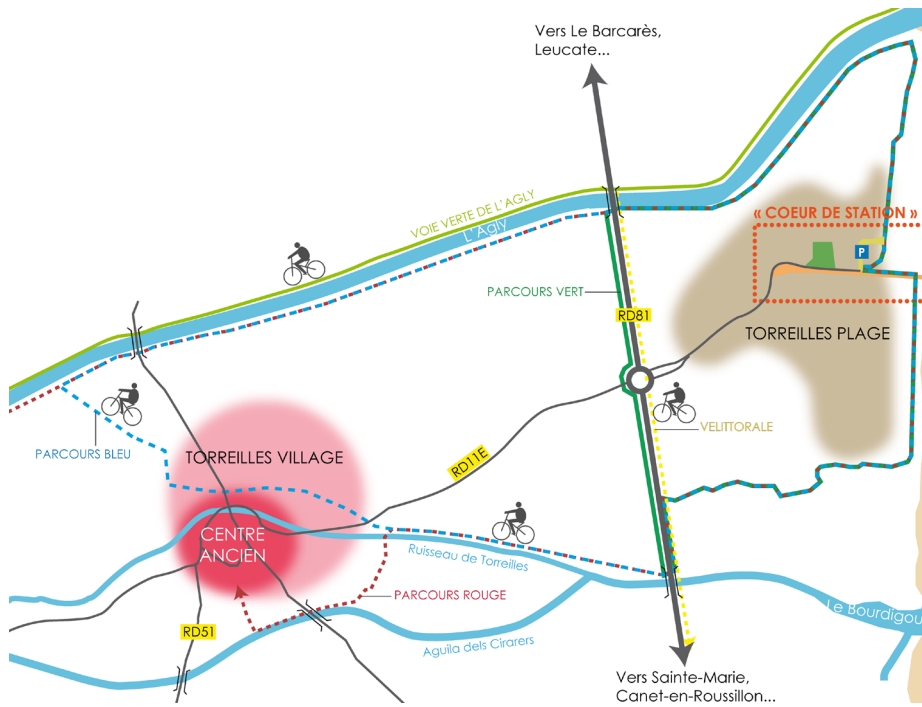 Vers Le Barcarès,
Leucate...
VOIE VERTE DE L'AGLY
L'Agly
« COEUR DE STATION »
P
PARCOURS VERT
RD81
TORREILLES PLAGE
VELITTORALE
PARCOURS BLEU
TORREILLES VILLAGE
RD11E
CENTRE
ANCIEN
Ruisseau de Torreilles
PARCOURS ROUGE
Le Bourdigou
RD51
Aguila dels Cirarers
Vers Sainte-Marie,
Canet-en-Roussillon...